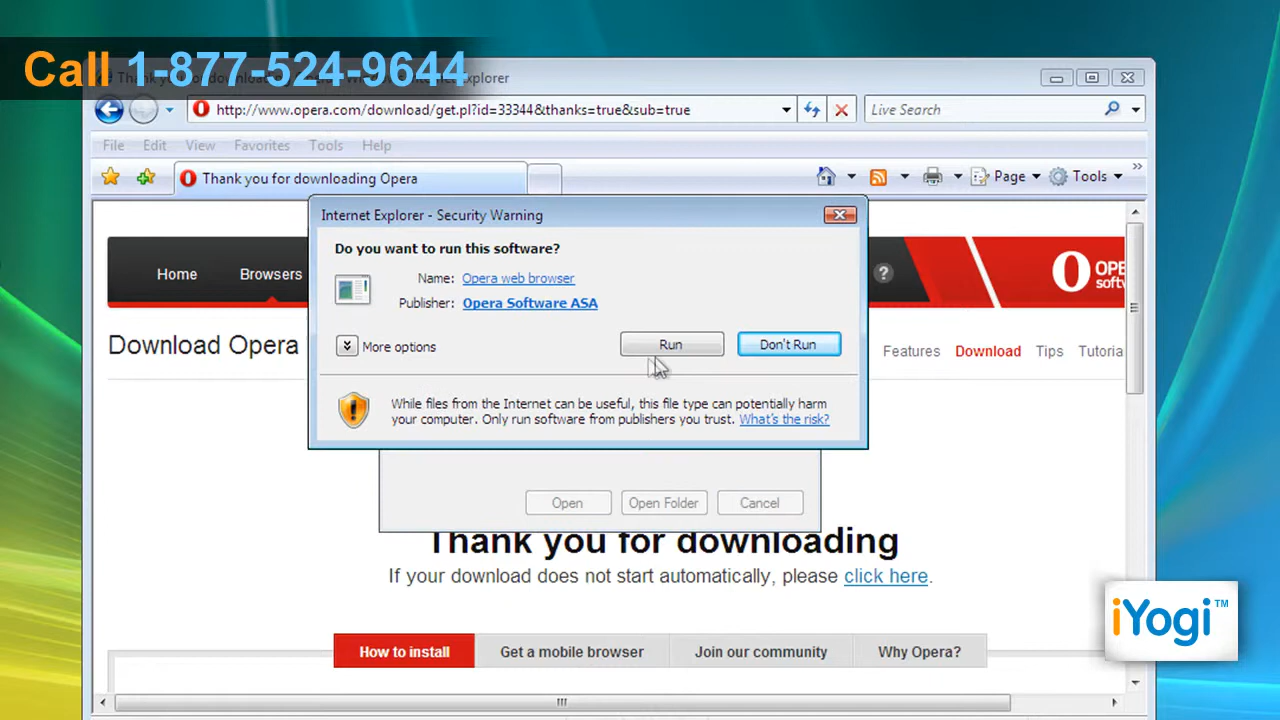 Call 1-877-524-9644
http://www.opera.com/download/get.pl?id=33344&thanks=true&sub=true
Live Search
File Edit View Favorites Tools Help
Thank you for downloading Opera
Page Tools
Internet Explorer - Security Warning
Do you want to run this software?
Name: Opera web browser
Publisher: Opera Software ASA
More options
Run
Don't Run
While files from the Internet can be useful, this file type can potentially harm
your computer. Only run software from publishers you trust. What's the risk?
Home
Browsers
?
Download Opera
Features
Download
Tips
Open
Open Folder
Cancel
Thank you for downloading
If your download does not start automatically, please click here.
iYogi™
How to install
Get a mobile browser
Join our community
Why Opera?